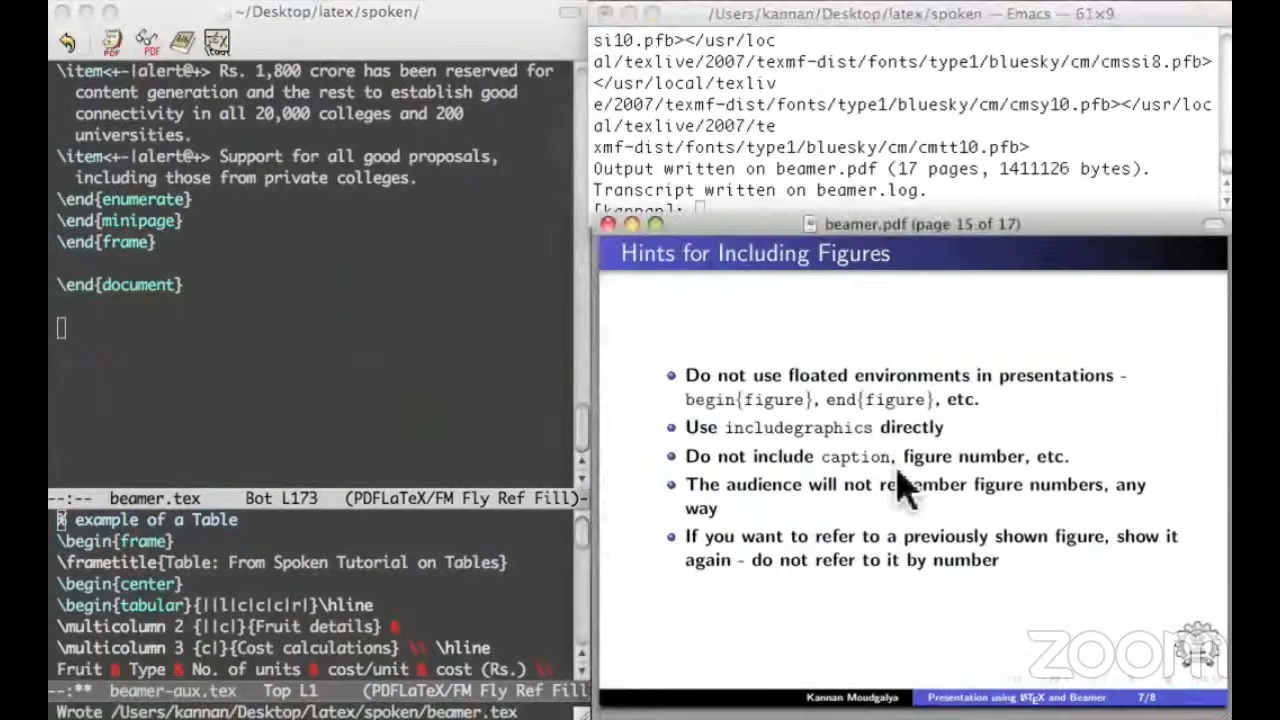 ~/Desktop/latex/spoken/
PDF
PDF
\item<+-|alert@+> Rs. 1,800 crore has been reserved for
content generation and the rest to establish good
connectivity in all 20,000 colleges and 200
universities.
\item<+-|alert@+> Support for all good proposals,
including those from private colleges.
\end{enumerate}
\end{minipage}
\end{frame}
\end{document}
--:-- beamer.tex Bot L173 (PDFLaTeX/FM Fly Ref Fill)-
% example of a Table
\begin{frame}
\frametitle{Table: From Spoken Tutorial on Tables}
\begin{center}
\begin{tabular}{||l|c|c|c|r|}\hline
\multicolumn 2 {||c|}{Fruit details} &
\multicolumn 3 {c|}{Cost calculations} \\ \hline
Fruit & Type & No. of units & cost/unit & cost (Rs.) \\
--:** beamer-aux.tex Top L1 (PDFLaTeX/FM Fly Ref Fill
Wrote /Users/kannan/Desktop/latex/spoken/beamer.tex
/Users/kannan/Desktop/latex/spoken — Emacs — 61×9
si10.pfb></usr/loc
al/texlive/2007/texmf-dist/fonts/type1/bluesky/cm/cmssi8.pfb>
</usr/local/texliv
e/2007/texmf-dist/fonts/type1/bluesky/cm/cmsy10.pfb></usr/loc
al/texlive/2007/te
xmf-dist/fonts/type1/bluesky/cm/cmtt10.pfb>
Output written on beamer.pdf (17 pages, 1411126 bytes).
Transcript written on beamer.log.
[kannan]:
beamer.pdf (page 15 of 17)
Hints for Including Figures
Do not use floated environments in presentations -
begin{figure}, end{figure}, etc.
Use includegraphics directly
Do not include caption, figure number, etc.
The audience will not remember figure numbers, any
way
If you want to refer to a previously shown figure, show it
again - do not refer to it by number
zoom
Kannan Moudgalya Presentation using LATEX and Beamer 7/8